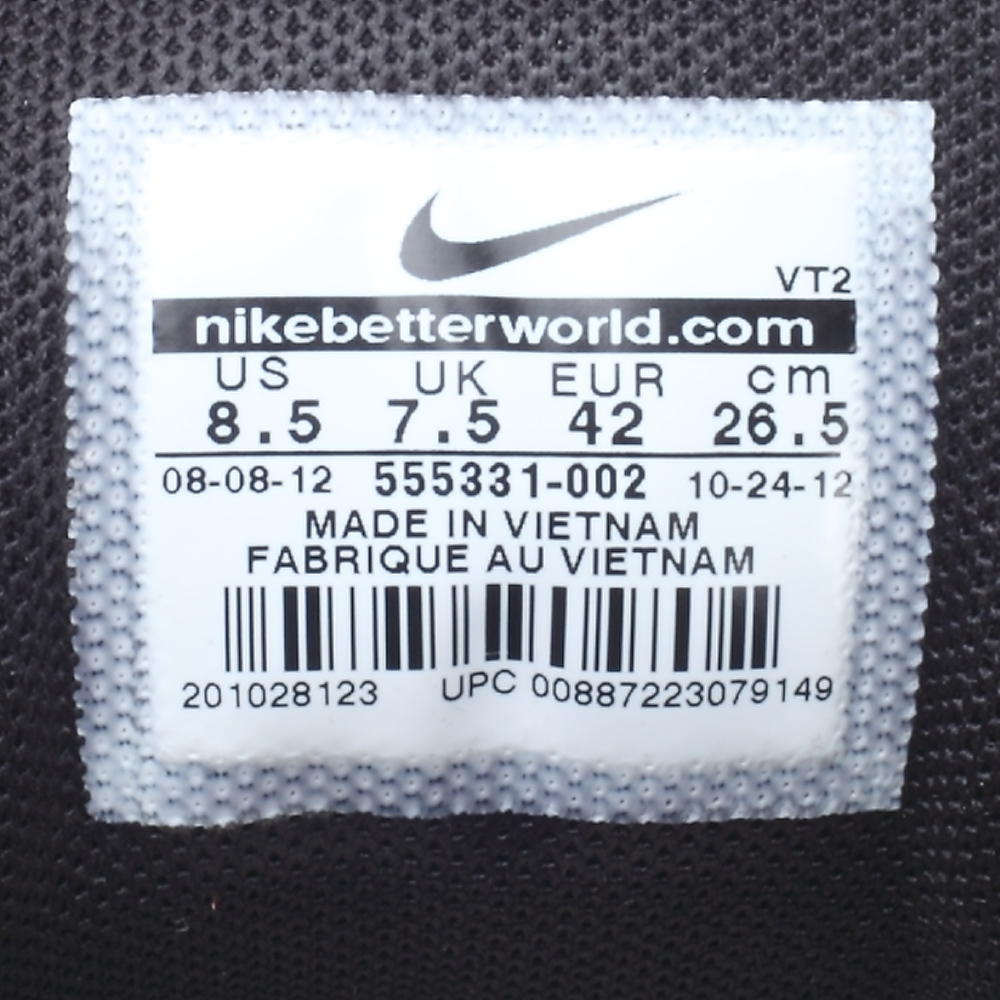 VT2
nikebetterworld.com
US UK EUR cm
8.5 7.5 42 26.5
08-08-12 555331-002 10-24-12
MADE IN VIETNAM
FABRIQUE AU VIETNAM
201028123 UPC 00887223079149